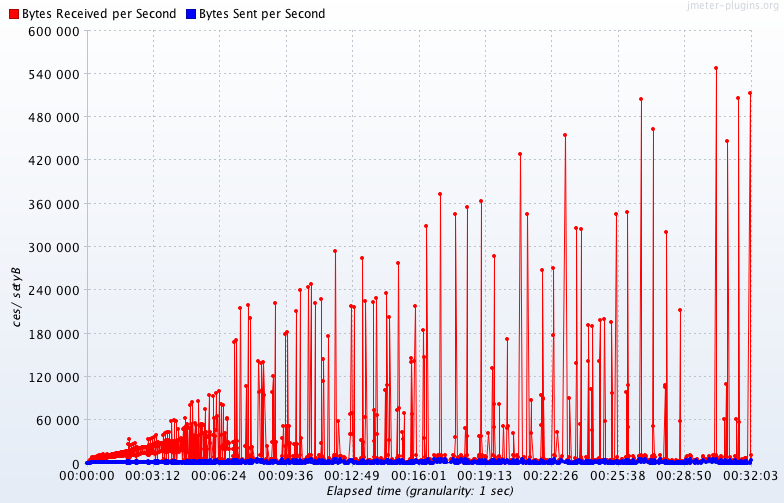 jmeter-plugins.org
Bytes Received per Second Bytes Sent per Second
600 000
540 000
480 000
420 000
360 000
300 000
240 000
180 000
120 000
60 000
0
00:00:00 00:03:12 00:06:24 00:09:36 00:12:49 00:16:01 00:19:13 00:22:26 00:25:38 00:28:50 00:32:03
Elapsed time (granularity: 1 sec)